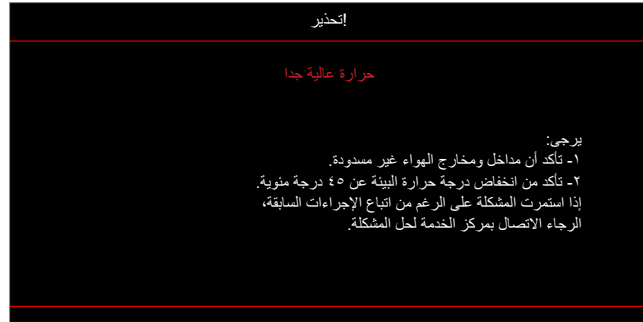 تحذير!
حرارة عالية جدا
يرجى:
١- تأكد أن مداخل ومخارج الهواء غير مسدودة.
٢- تأكد من انخفاض درجة حرارة البيئة عن ٤٥ درجة مئوية.
إذا استمرت المشكلة على الرغم من اتباع الإجراءات السابقة،
الرجاء الاتصال بمركز الخدمة لحل المشكلة.